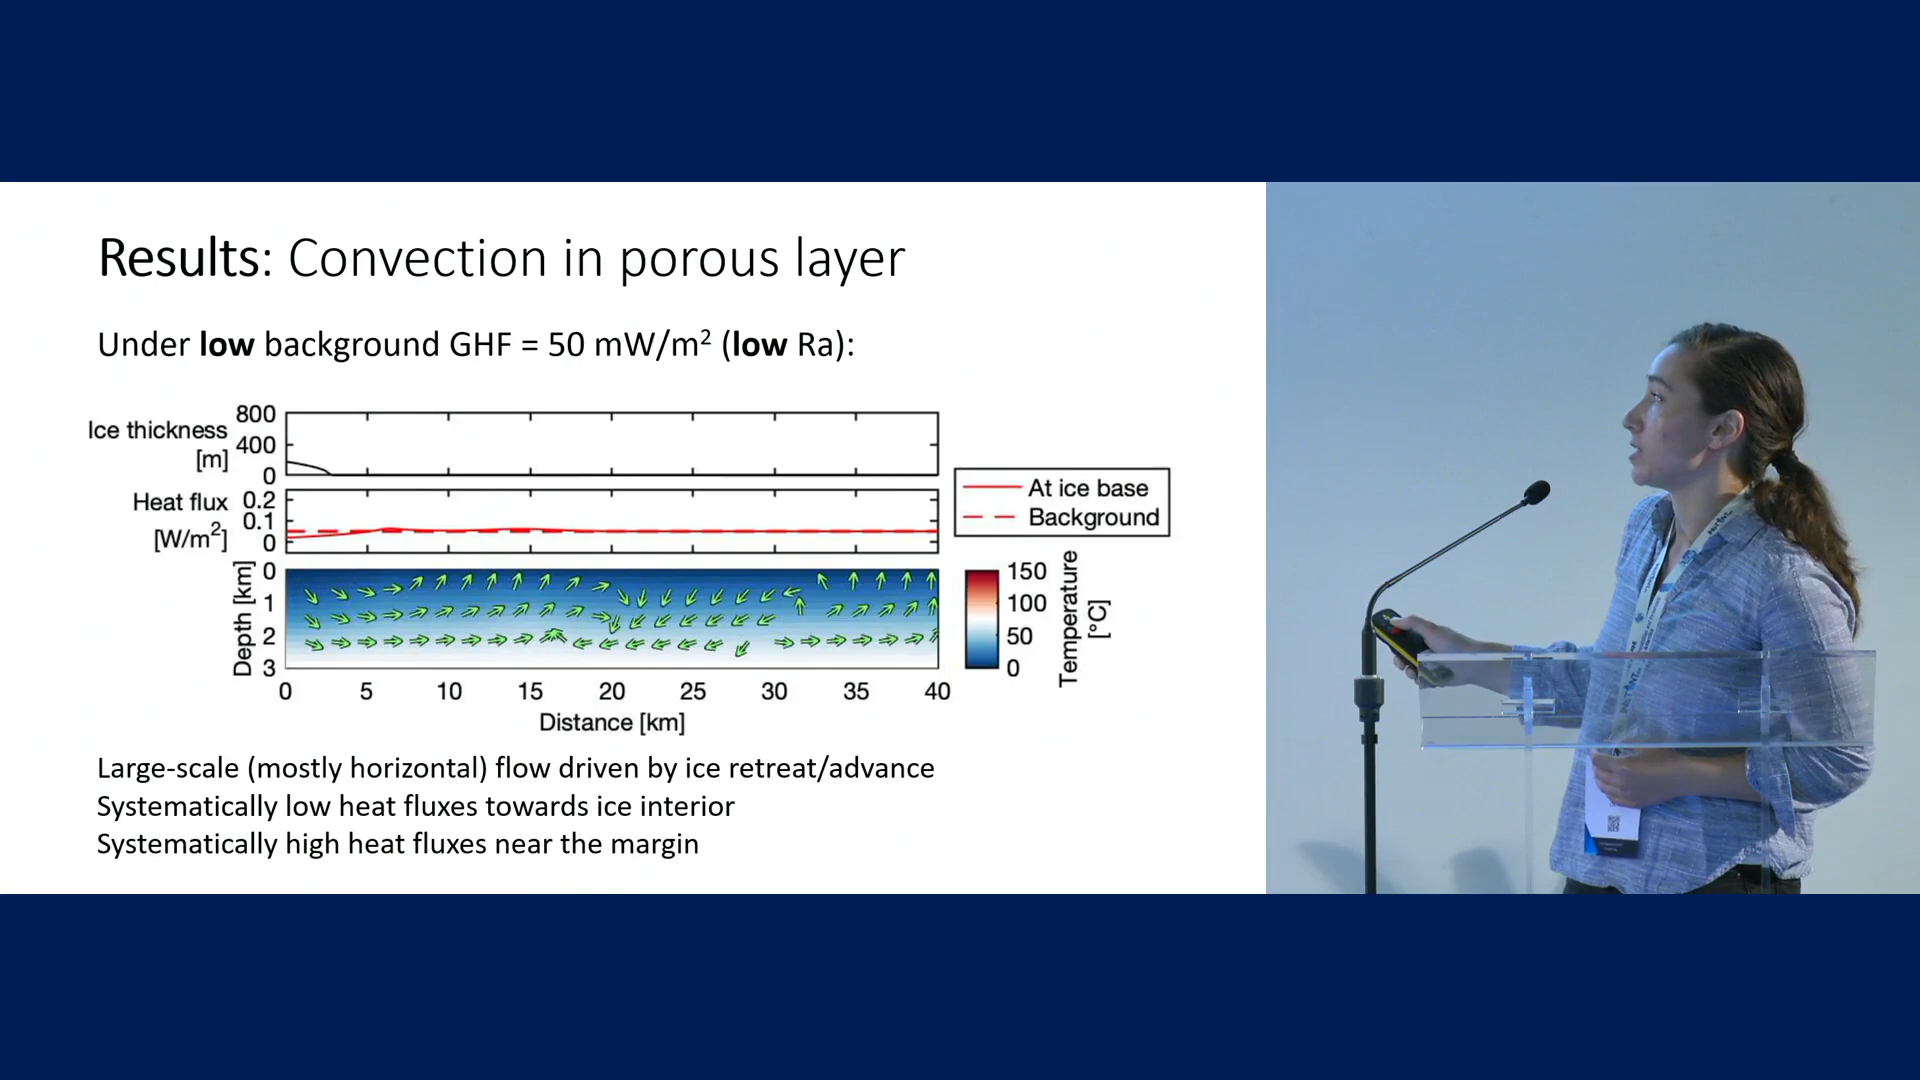 Results: Convection in porous layer
Under low background GHF = 50 mW/m² (low Ra):
Ice thickness
[m]
800
400
0
Heat flux
[W/m²]
0.2
0.1
0
At ice base
Background
Depth [km]
0
1
2
3
0 5 10 15 20 25 30 35 40
Distance [km]
150
100
50
0
Temperature
[°C]
Large-scale (mostly horizontal) flow driven by ice retreat/advance
Systematically low heat fluxes towards ice interior
Systematically high heat fluxes near the margin